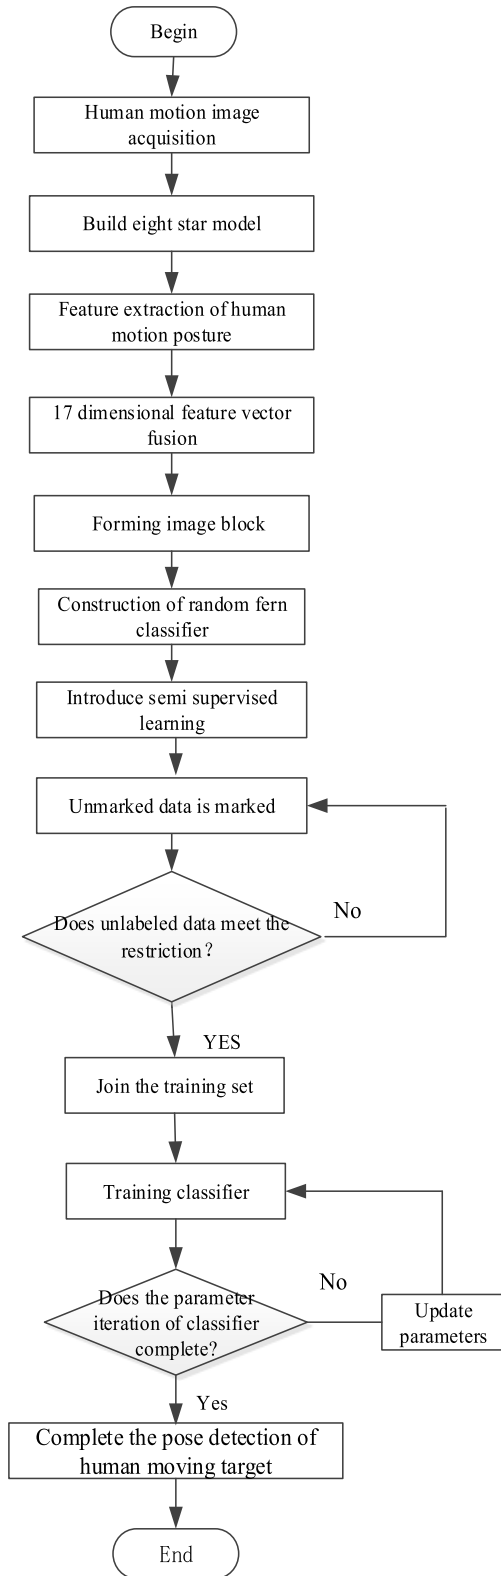 Begin
Human motion image
acquisition
Build eight star model
Feature extraction of human
motion posture
17 dimensional feature vector
fusion
Forming image block
Construction of random fern
classifier
Introduce semi supervised
learning
Unmarked data is marked
Does unlabeled data meet the
restriction?
No
YES
Join the training set
Training classifier
Does the parameter
iteration of classifier
complete?
No
Update
parameters
Yes
Complete the pose detection of
human moving target
End